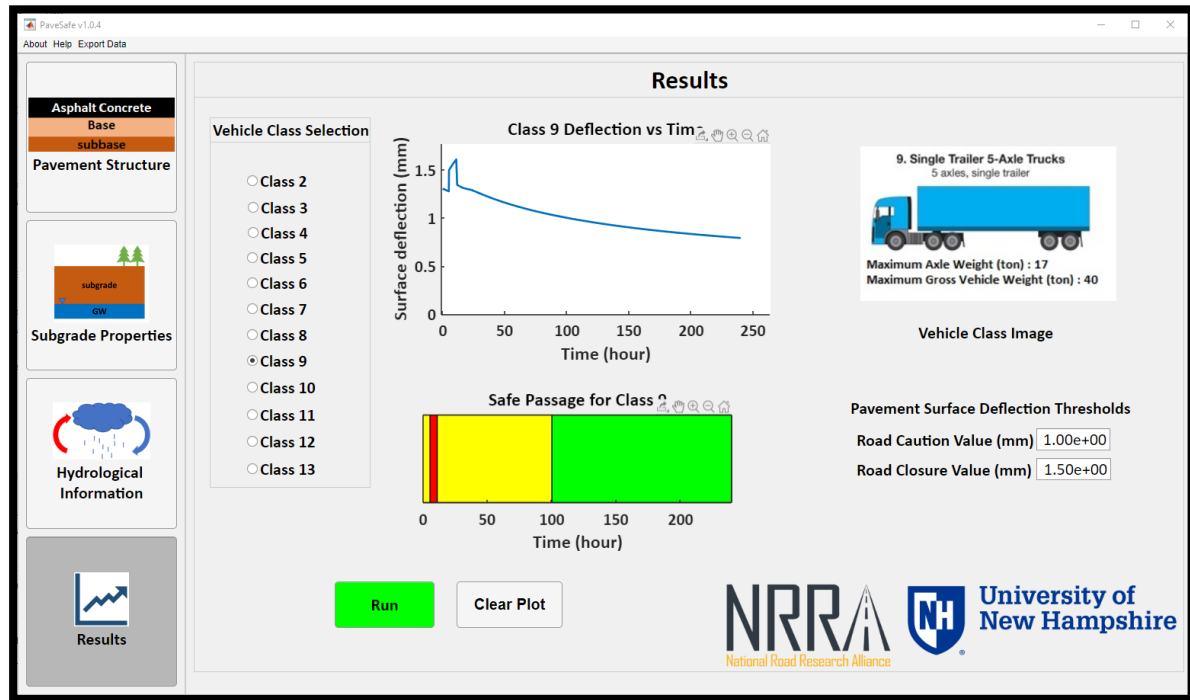 PaveSafe v1.0.4
About Help Export Data
Asphalt Concrete
Base
subbase
Pavement Structure
subgrade
GW
Subgrade Properties
Hydrological
Information
Results
Results
Vehicle Class Selection
Class 2
Class 3
Class 4
Class 5
Class 6
Class 7
Class 8
Class 9
Class 10
Class 11
Class 12
Class 13
Class 9 Deflection vs Time
Surface deflection (mm)
1.5
1
0.5
0
0 50 100 150 200 250
Time (hour)
Safe Passage for Class 9
0 50 100 150 200
Time (hour)
Run
Clear Plot
9. Single Trailer 5-Axle Trucks
5 axles, single trailer
Maximum Axle Weight (ton) : 17
Maximum Gross Vehicle Weight (ton) : 40
Vehicle Class Image
Pavement Surface Deflection Thresholds
Road Caution Value (mm) 1.00e+00
Road Closure Value (mm) 1.50e+00
NRRA
National Road Research Alliance
NH
University of
New Hampshire